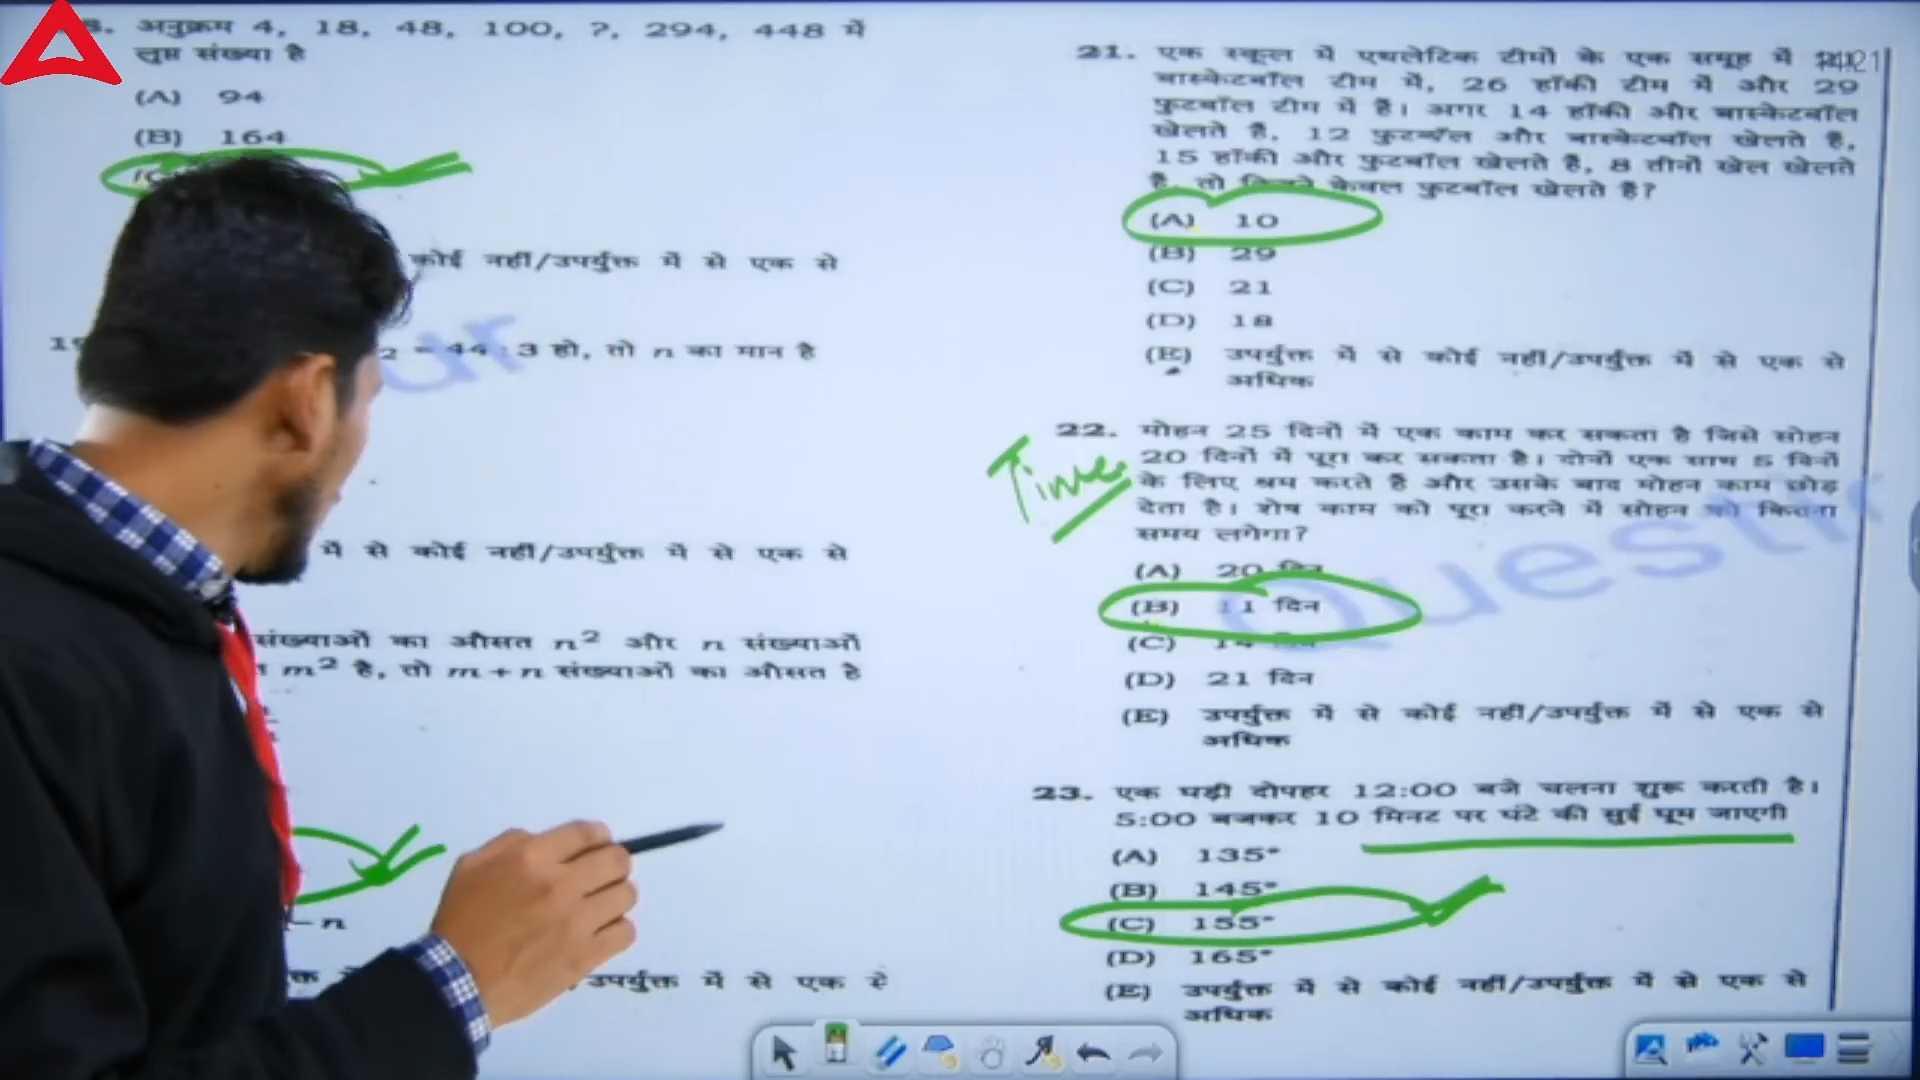 अनुक्रम 4, 18, 48, 100, ?, 294, 448 में
लुप्त संख्या है
(A) 94
(B) 164
(C
कोई नहीं/उपर्युक्त में से एक से
2 = 44 : 3 हो, तो n का मान है
में से कोई नहीं/उपर्युक्त में से एक से
संख्याओं का औसत n² और n संख्याओं
m² है, तो m + n संख्याओं का औसत है
- n
/उपर्युक्त में से एक से
21. एक स्कूल में एथलेटिक टीमों के एक समूह में 21
बास्केटबॉल टीम में, 26 हॉकी टीम में और 29
फुटबॉल टीम में हैं। अगर 14 हॉकी और बास्केटबॉल
खेलते हैं, 12 फुटबॉल और बास्केटबॉल खेलते हैं,
15 हॉकी और फुटबॉल खेलते हैं, 8 तीनों खेल खेलते
हैं, तो कितने केवल फुटबॉल खेलते हैं?
(A) 10
(B) 29
(C) 21
(D) 18
(E) उपर्युक्त में से कोई नहीं/उपर्युक्त में से एक से
अधिक
Time
22. मोहन 25 दिनों में एक काम कर सकता है जिसे सोहन
20 दिनों में पूरा कर सकता है। दोनों एक साथ 5 दिनों
के लिए श्रम करते हैं और उसके बाद मोहन काम छोड़
देता है। शेष काम को पूरा करने में सोहन को कितना
समय लगेगा?
(A) 20 दिन
(B) 11 दिन
(C) 14 दिन
(D) 21 दिन
(E) उपर्युक्त में से कोई नहीं/उपर्युक्त में से एक से
अधिक
23. एक घड़ी दोपहर 12:00 बजे चलना शुरू करती है।
5:00 बजकर 10 मिनट पर घंटे की सुई घूम जाएगी
(A) 135°
(B) 145°
(C) 155°
(D) 165°
(E) उपर्युक्त में से कोई नहीं/उपर्युक्त में से एक से
अधिक